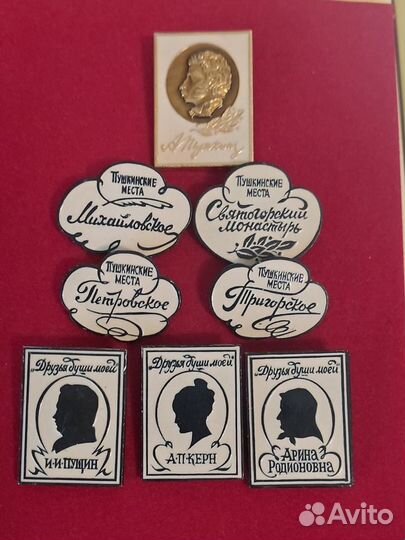 А.Пушкин
Пушкинские
места
Михайловское
Пушкинские
места
Святогорский
монастырь
Пушкинские
места
Петровское
Пушкинские
места
Тригорское
„Друзья души моей"
И·И·Пущин
„Друзья души моей"
А·П·Керн
„Друзья души моей"
Арина
Родионовна
Avito